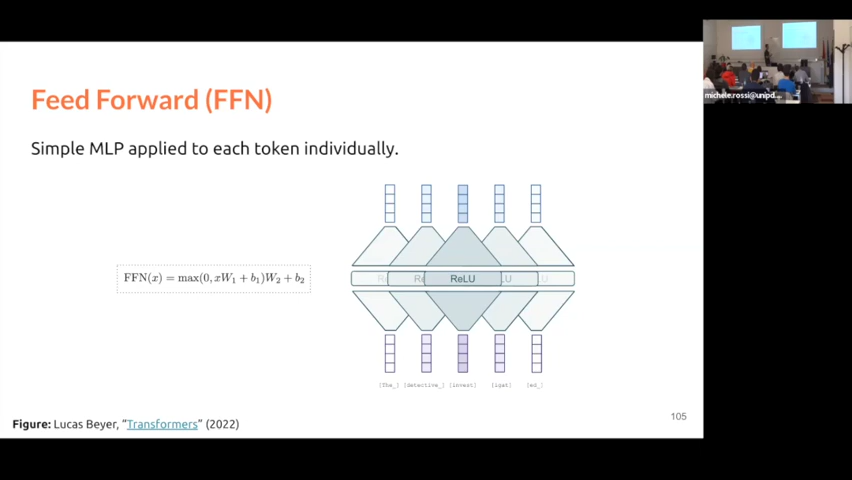 Feed Forward (FFN)
michele.rossi@unipd....
Simple MLP applied to each token individually.
FFN(x) = max(0, xW₁ + b₁)W₂ + b₂
ReLU
[The_] [detective_] [invest] [igat] [ed_]
105
Figure: Lucas Beyer, "Transformers" (2022)